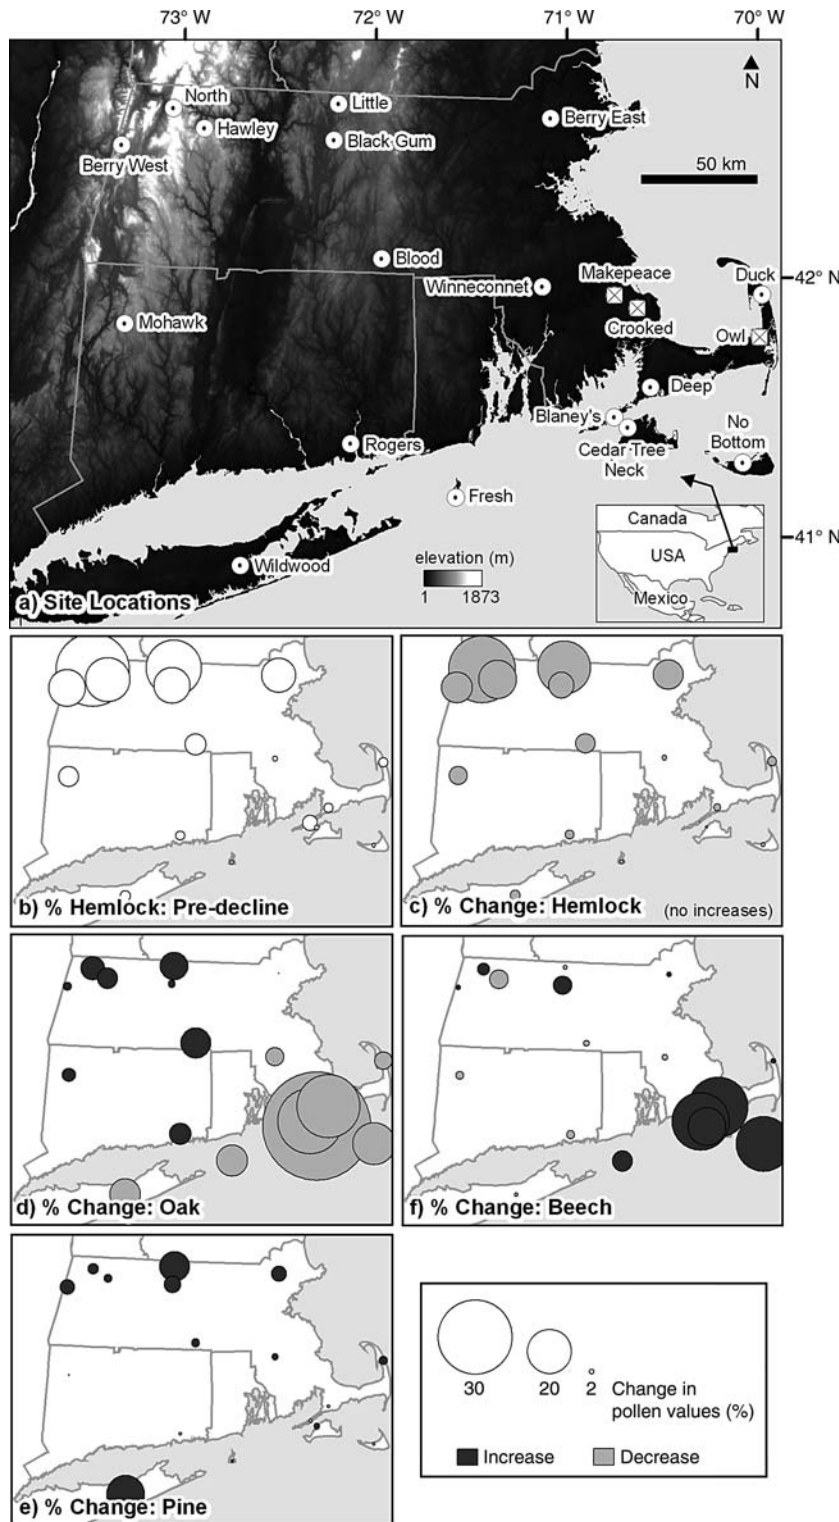 73° W
72° W
71° W
70° W
N
North
Little
Hawley
Black Gum
Berry East
Berry West
50 km
Blood
Makepeace
Duck
42° N
Winneconnet
Mohawk
Crooked
Owl
Deep
Blaney's
No
Bottom
Rogers
Cedar Tree
Neck
Fresh
Canada
elevation (m)
USA
Wildwood
1 1873
Mexico
41° N
a) Site Locations
b) % Hemlock: Pre-decline
c) % Change: Hemlock
(no increases)
d) % Change: Oak
f) % Change: Beech
30 20 2 Change in
pollen values (%)
Increase Decrease
e) % Change: Pine